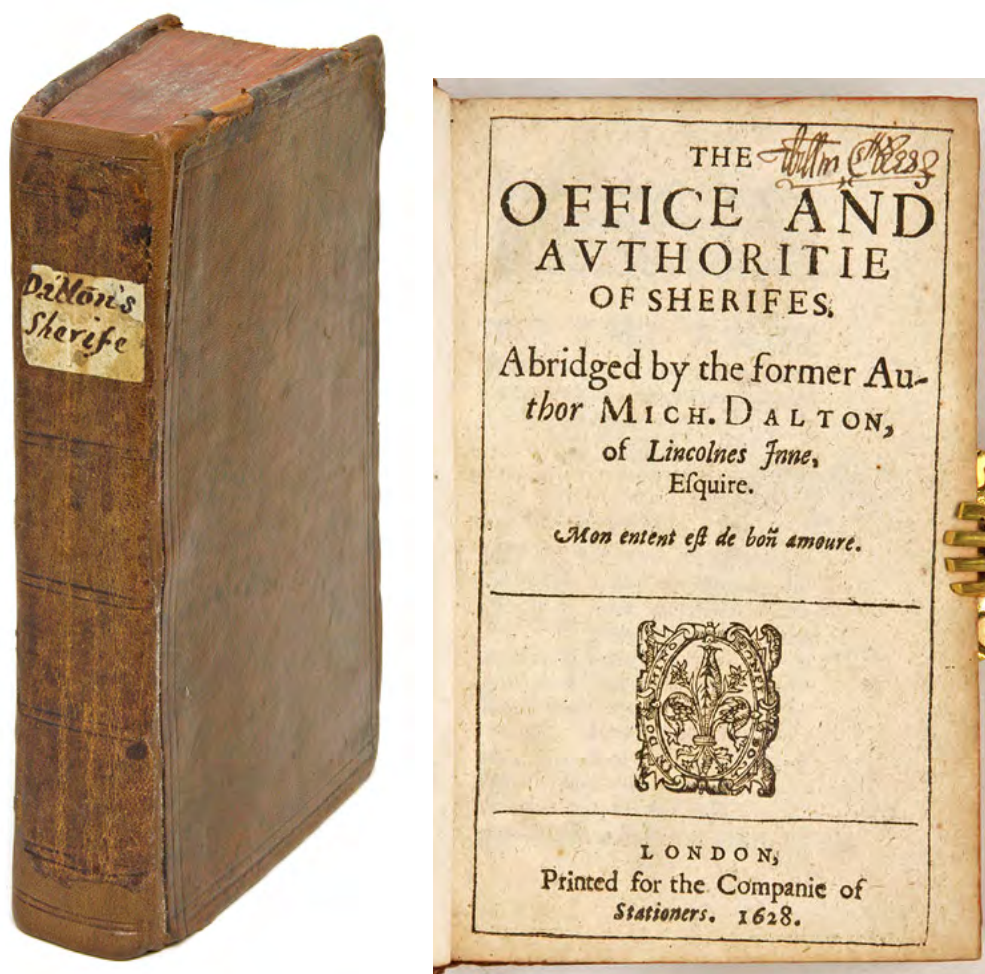 Dalton's
Sherife
THE
OFFICE AND
AVTHORITIE
OF SHERIFES.
Abridged by the former Au-
thor MICH. DALTON,
of Lincolnes Inne,
Eſquire.
Mon entent eſt de boñ amoure.
LONDON,
Printed for the Companie of
Stationers. 1628.